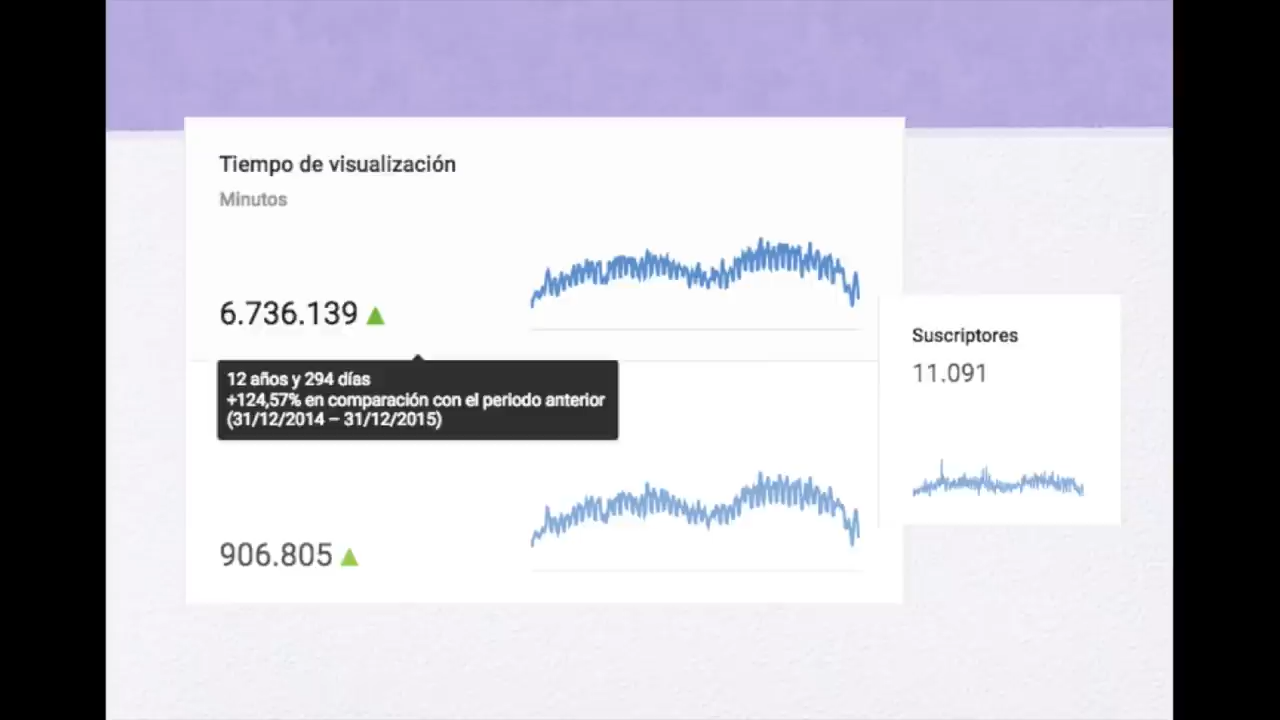 Tiempo de visualización
Minutos
6.736.139
12 años y 294 días
+124,57% en comparación con el periodo anterior
(31/12/2014 – 31/12/2015)
906.805
Suscriptores
11.091